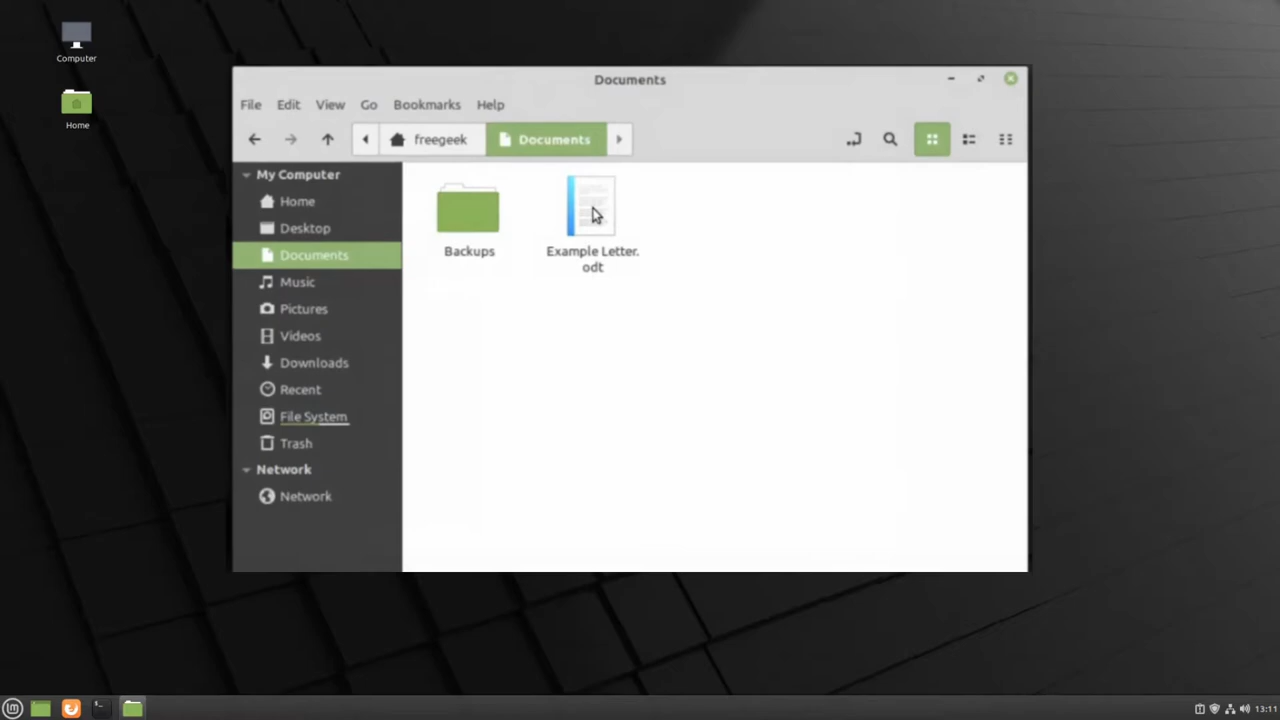 Computer
Home
Documents
File Edit View Go Bookmarks Help
freegeek Documents
My Computer
Home
Desktop
Documents
Music
Pictures
Videos
Downloads
Recent
File System
Trash
Network
Network
Backups
Example Letter.
odt
13:11